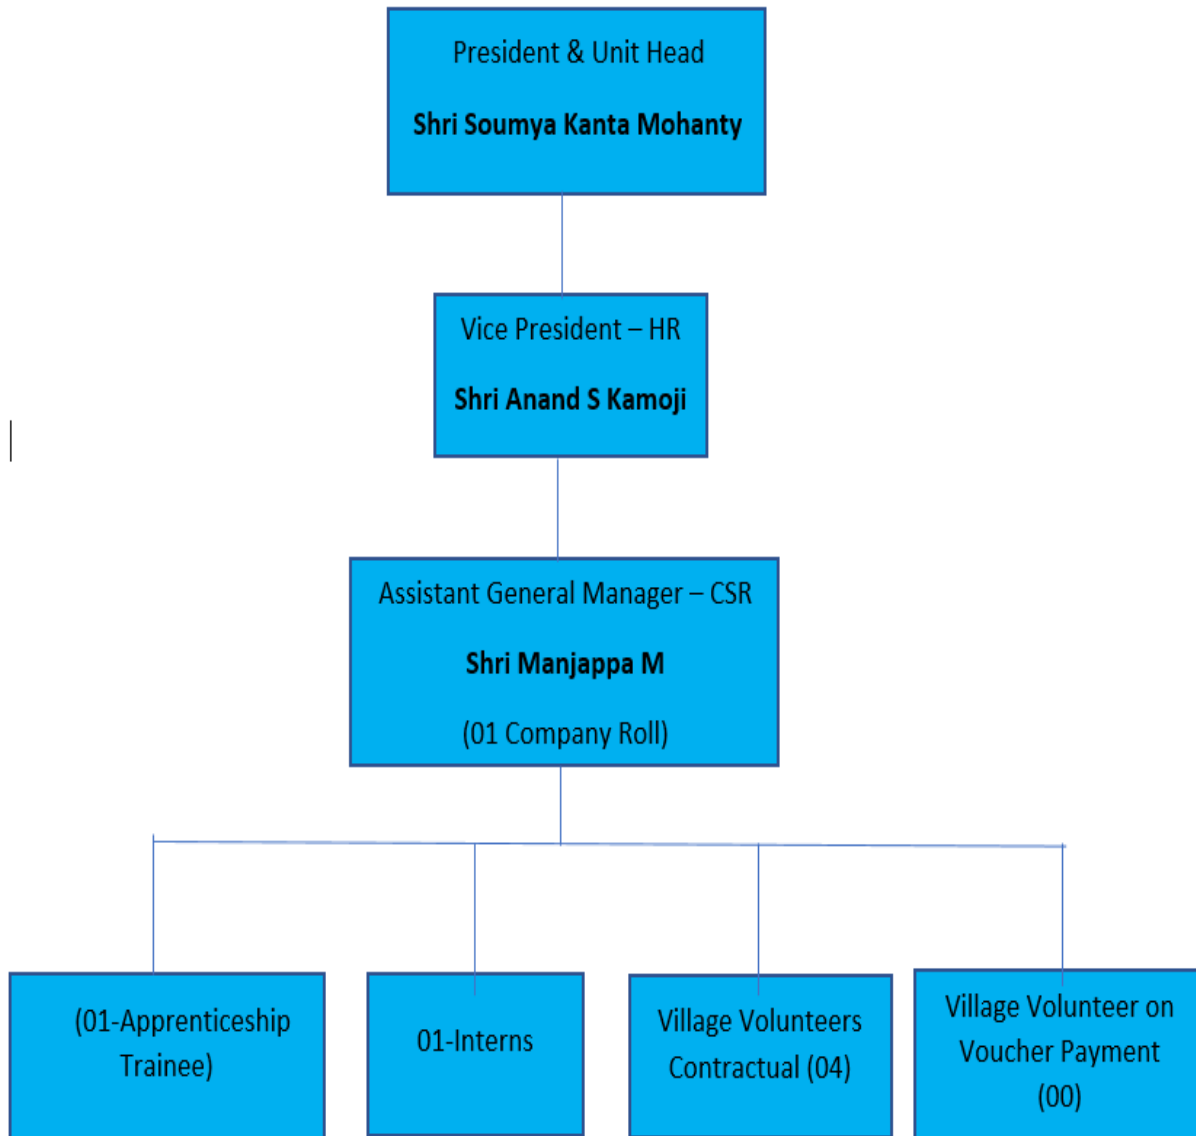 President & Unit Head
Shri Soumya Kanta Mohanty
Vice President – HR
Shri Anand S Kamoji
Assistant General Manager – CSR
Shri Manjappa M
(01 Company Roll)
(01-Apprenticeship
Trainee)
01-Interns
Village Volunteers
Contractual (04)
Village Volunteer on
Voucher Payment
(00)